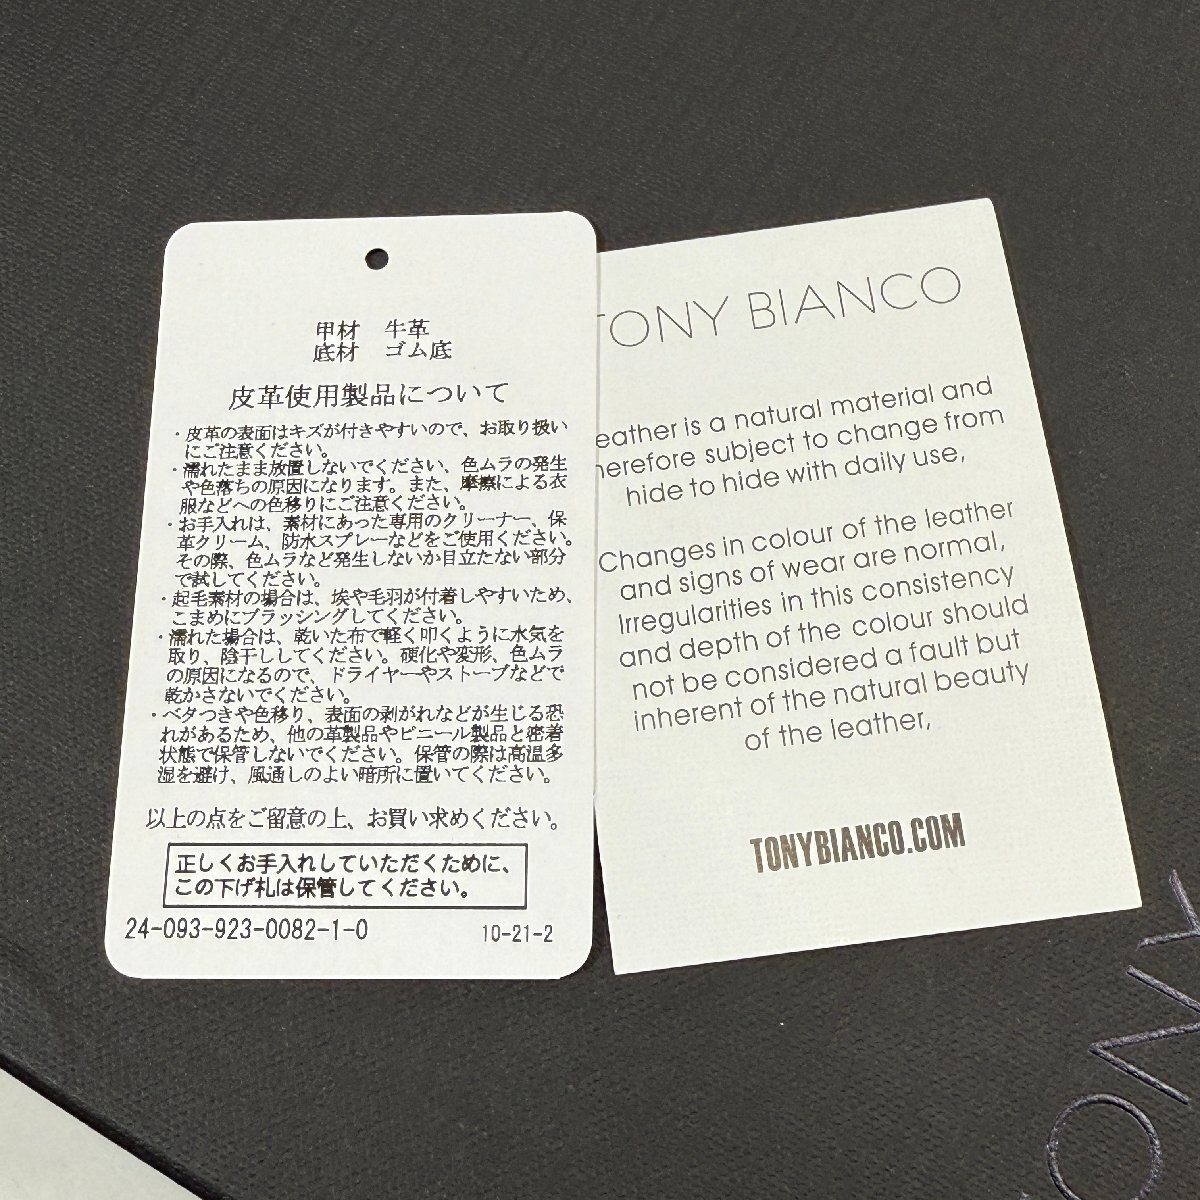 甲材　牛革
底材　ゴム底
皮革使用製品について
・皮革の表面はキズが付きやすいので、お取り扱い
にご注意ください。
・濡れたまま放置しないでください、色ムラの発生
や色落ちの原因になります。また、摩擦による衣
服などへの色移りにご注意ください。
・お手入れは、素材にあった専用のクリーナー、保
革クリーム、防水スプレーなどをご使用ください。
その際、色ムラなど発生しないか目立たない部分
で試してください。
・起毛素材の場合は、埃や毛羽が付着しやすいため、
こまめにブラッシングしてください。
・濡れた場合は、乾いた布で軽く叩くように水気を
取り、陰干ししてください。硬化や変形、色ムラ
の原因になるので、ドライヤーやストーブなどで
乾かさないでください。
・ベタつきや色移り、表面の剥がれなどが生じる恐
れがあるため、他の革製品やビニール製品と密着
状態で保管しないでください。保管の際は高温多
湿を避け、風通しのよい暗所に置いてください。
以上の点をご留意の上、お買い求めください。
正しくお手入れしていただくために、
この下げ札は保管してください。
24-093-923-0082-1-0 10-21-2
TONY BIANCO
eather is a natural material and
herefore subject to change from
hide to hide with daily use,
Changes in colour of the leather
and signs of wear are normal,
Irregularities in this consistency
and depth of the colour should
not be considered a fault but
inherent of the natural beauty
of the leather,
TONYBIANCO.COM